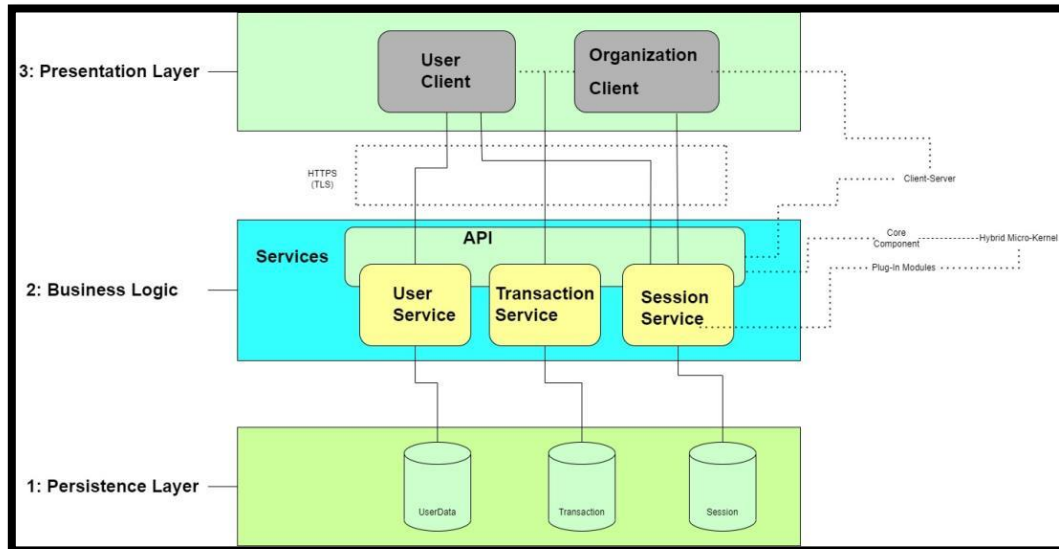 3: Presentation Layer
User
Client
Organization
Client
HTTPS
(TLS)
Client-Server
API
Services
Core
Component
Hybrid Micro-Kernel
Plug-In Modules
2: Business Logic
User
Service
Transaction
Service
Session
Service
1: Persistence Layer
UserData
Transaction
Session